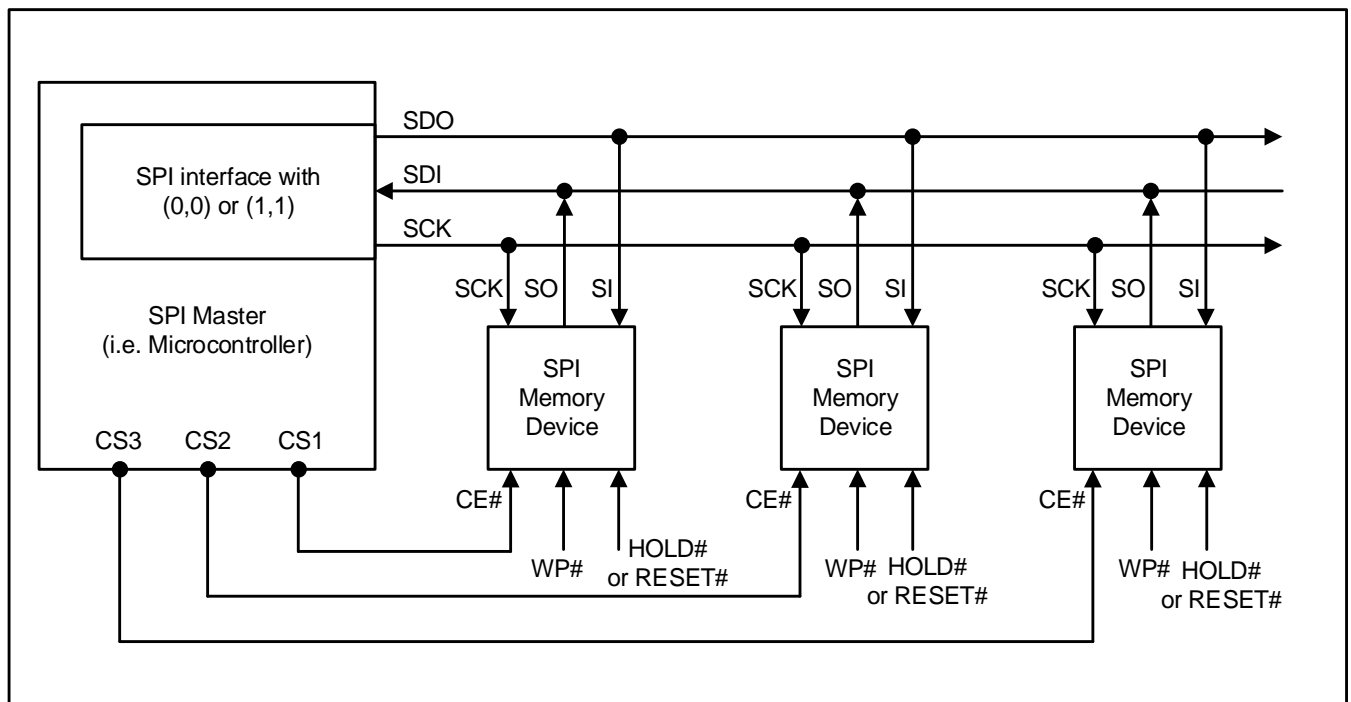 SDO
SPI interface with
(0,0) or (1,1)
SDI
SCK
SCK
SO
SI
SCK
SO
SI
SCK
SO
SI
SPI Master
(i.e. Microcontroller)
SPI
Memory
Device
SPI
Memory
Device
SPI
Memory
Device
CS3
CS2
CS1
CE#
WP#
HOLD#
or RESET#
CE#
WP#
HOLD#
or RESET#
CE#
WP#
HOLD#
or RESET#